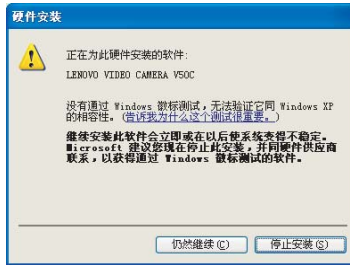 硬件安装
正在为此硬件安装的软件:
LENOVO VIDEO CAMERA V50C
没有通过 Windows 徽标测试,无法验证它同 Windows XP
的相容性。(告诉我为什么这个测试很重要。)
继续安装此软件会立即或在以后使系统变得不稳定。
Microsoft 建议您现在停止此安装,并同硬件供应商
联系,以获得通过 Windows 徽标测试的软件。
仍然继续(C)
停止安装(S)